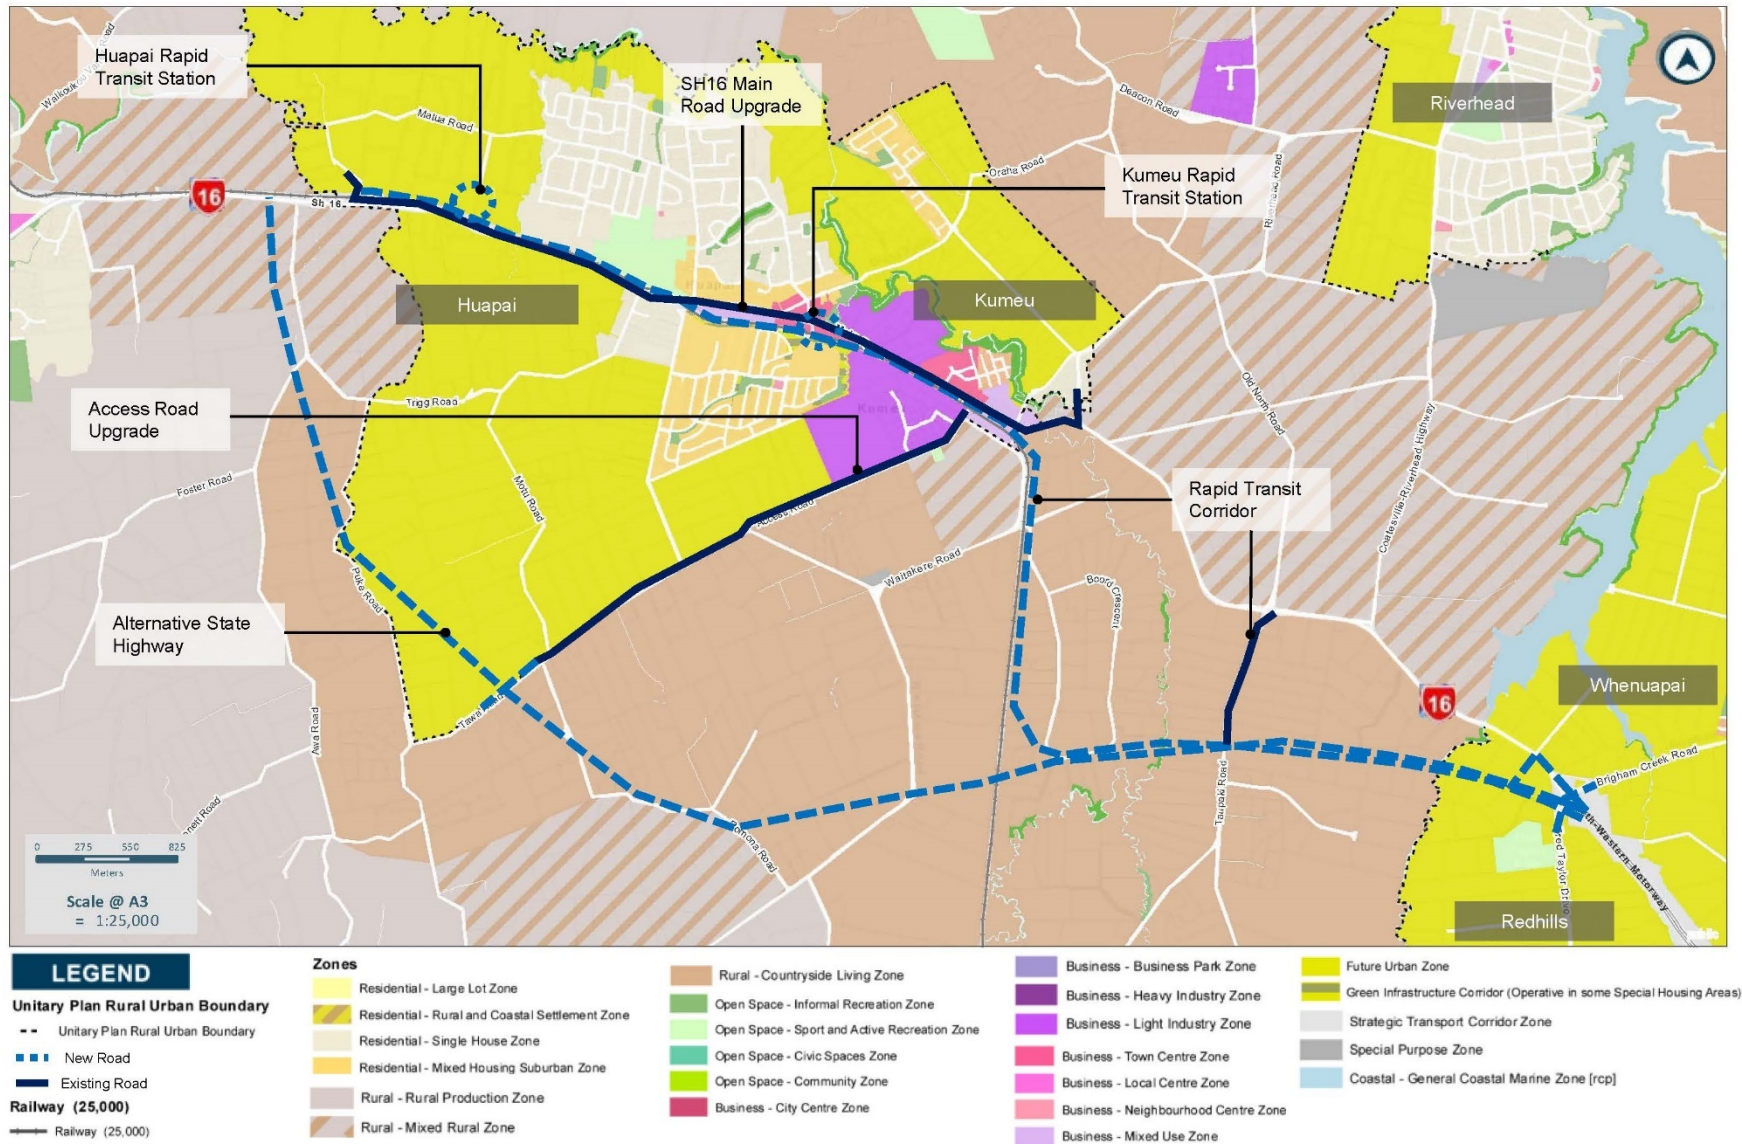 Huapai Rapid
Transit Station
SH16 Main
Road Upgrade
Kumeu Rapid
Transit Station
Riverhead
Matua Road
Deacon Road
Oraha Road
Riverhead Road
16
Sh 16
Huapai
Huapai
Kumeu
Kumeu
Access Road
Upgrade
Trigg Road
Foster Road
Motu Road
Access Road
Old North Road
Coatesville-Riverhead Highway
Rapid Transit
Corridor
Waitakere Road
Boord Crescent
Puke Road
Alternative State
Highway
Awa Road
Whenuapai
16
Brigham Creek Road
Taupaki Road
Pomona Road
Redhills
0 275 550 825
Meters
Scale @ A3
= 1:25,000
LEGEND
Unitary Plan Rural Urban Boundary
Unitary Plan Rural Urban Boundary
New Road
Existing Road
Railway (25,000)
Railway (25,000)
Zones
Residential - Large Lot Zone
Residential - Rural and Coastal Settlement Zone
Residential - Single House Zone
Residential - Mixed Housing Suburban Zone
Rural - Rural Production Zone
Rural - Mixed Rural Zone
Rural - Countryside Living Zone
Open Space - Informal Recreation Zone
Open Space - Sport and Active Recreation Zone
Open Space - Civic Spaces Zone
Open Space - Community Zone
Business - City Centre Zone
Business - Business Park Zone
Business - Heavy Industry Zone
Business - Light Industry Zone
Business - Town Centre Zone
Business - Local Centre Zone
Business - Neighbourhood Centre Zone
Business - Mixed Use Zone
Future Urban Zone
Green Infrastructure Corridor (Operative in some Special Housing Areas)
Strategic Transport Corridor Zone
Special Purpose Zone
Coastal - General Coastal Marine Zone [rcp]